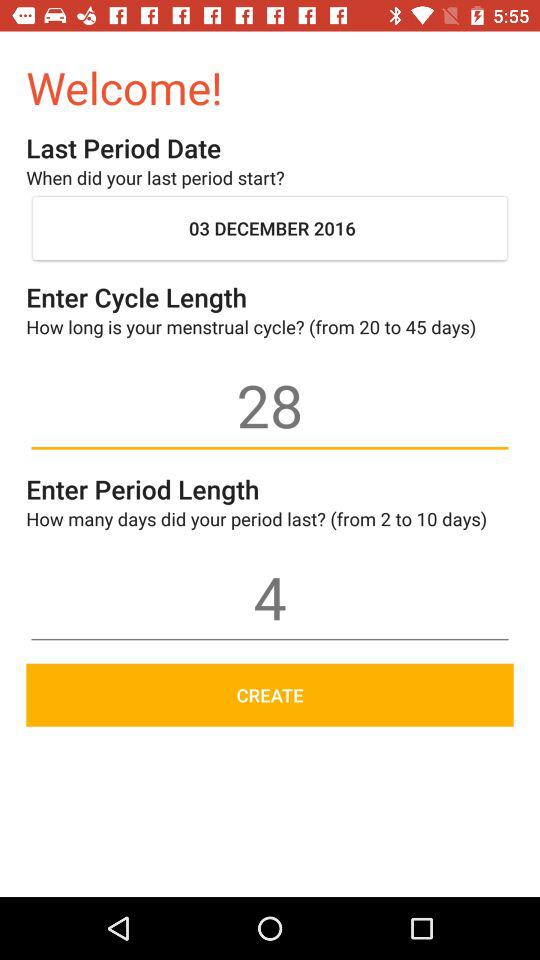 5:55
Welcome!
Last Period Date
When did your last period start?
03 DECEMBER 2016
Enter Cycle Length
How long is your menstrual cycle? (from 20 to 45 days)
28
Enter Period Length
How many days did your period last? (from 2 to 10 days)
4
CREATE